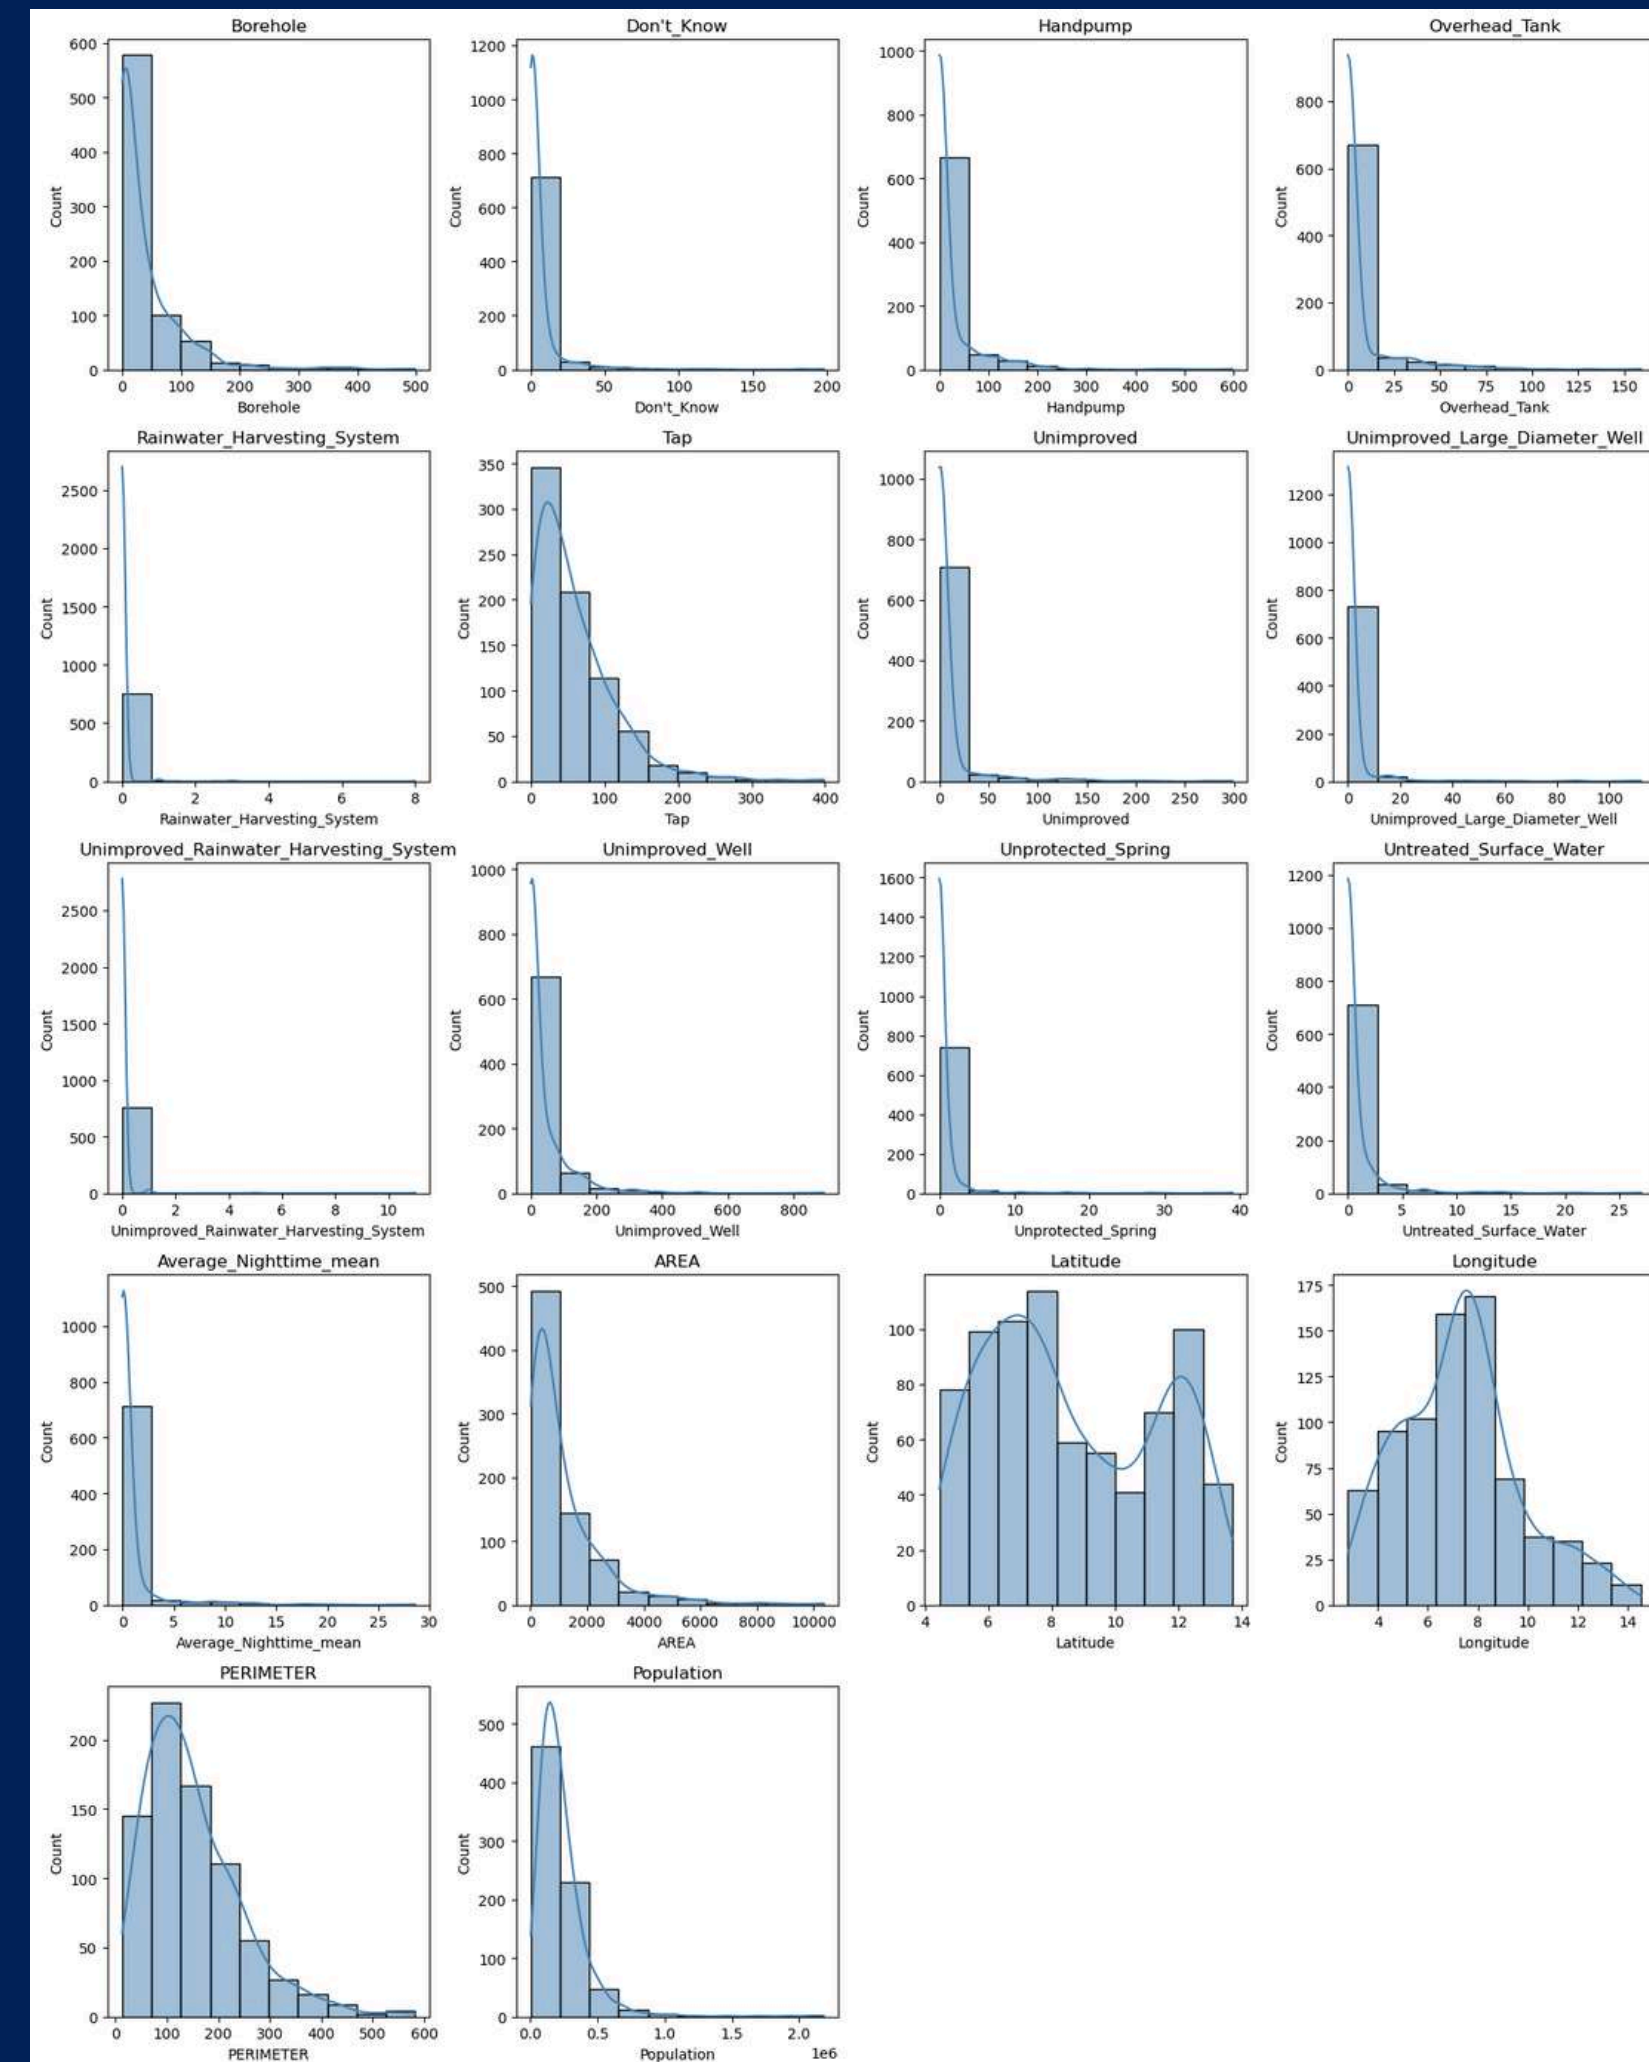 Borehole
Don't_Know
Handpump
Overhead_Tank
600
500
400
300
200
100
0
Count
0 100 200 300 400 500
Borehole
1200
1000
800
600
400
200
0
Count
0 50 100 150 200
Don't_Know
1000
800
600
400
200
0
Count
0 100 200 300 400 500 600
Handpump
800
600
400
200
0
Count
0 25 50 75 100 125 150
Overhead_Tank
Rainwater_Harvesting_System
Tap
Unimproved
Unimproved_Large_Diameter_Well
2500
2000
1500
1000
500
0
Count
0 2 4 6 8
Rainwater_Harvesting_System
350
300
250
200
150
100
50
0
Count
0 100 200 300 400
Tap
1000
800
600
400
200
0
Count
0 50 100 150 200 250 300
Unimproved
1200
1000
800
600
400
200
0
Count
0 20 40 60 80 100
Unimproved_Large_Diameter_Well
Unimproved_Rainwater_Harvesting_System
Unimproved_Well
Unprotected_Spring
Untreated_Surface_Water
2500
2000
1500
1000
500
0
Count
0 2 4 6 8 10
Unimproved_Rainwater_Harvesting_System
1000
800
600
400
200
0
Count
0 200 400 600 800
Unimproved_Well
1600
1400
1200
1000
800
600
400
200
0
Count
0 10 20 30 40
Unprotected_Spring
1200
1000
800
600
400
200
0
Count
0 5 10 15 20 25
Untreated_Surface_Water
Average_Nighttime_mean
AREA
Latitude
Longitude
1000
800
600
400
200
0
Count
0 5 10 15 20 25 30
Average_Nighttime_mean
500
400
300
200
100
0
Count
0 2000 4000 6000 8000 10000
AREA
100
80
60
40
20
0
Count
4 6 8 10 12 14
Latitude
175
150
125
100
75
50
25
0
Count
4 6 8 10 12 14
Longitude
PERIMETER
Population
200
150
100
50
0
Count
0 100 200 300 400 500 600
PERIMETER
500
400
300
200
100
0
Count
0.0 0.5 1.0 1.5 2.0
Population
1e6